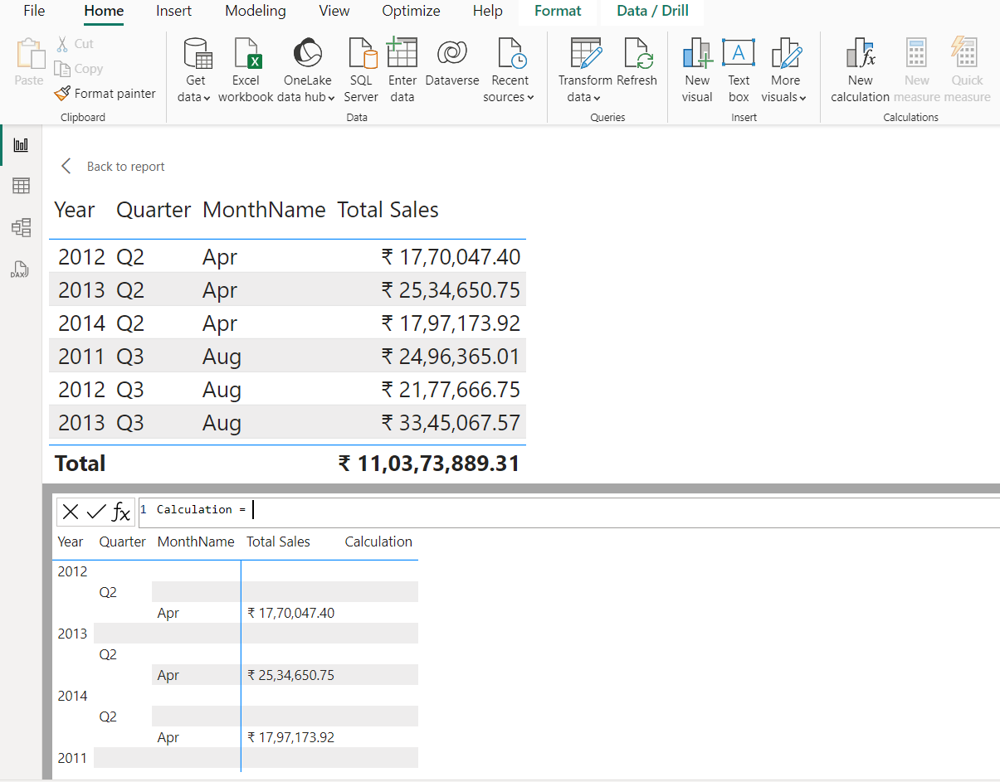 File Home Insert Modeling View Optimize Help Format Data / Drill
Paste
Cut
Copy
Format painter
Clipboard
Get data
Excel workbook
OneLake data hub
SQL Server
Enter data
Dataverse
Recent sources
Data
Transform data
Refresh
Queries
New visual
A
Text box
More visuals
Insert
New calculation
New measure
Quick measure
Calculations
DAX
Back to report
Year Quarter MonthName Total Sales
2012 Q2 Apr ₹ 17,70,047.40
2013 Q2 Apr ₹ 25,34,650.75
2014 Q2 Apr ₹ 17,97,173.92
2011 Q3 Aug ₹ 24,96,365.01
2012 Q3 Aug ₹ 21,77,666.75
2013 Q3 Aug ₹ 33,45,067.57
Total ₹ 11,03,73,889.31
fx 1 Calculation =
Year Quarter MonthName Total Sales Calculation
2012
Q2
Apr ₹ 17,70,047.40
2013
Q2
Apr ₹ 25,34,650.75
2014
Q2
Apr ₹ 17,97,173.92
2011